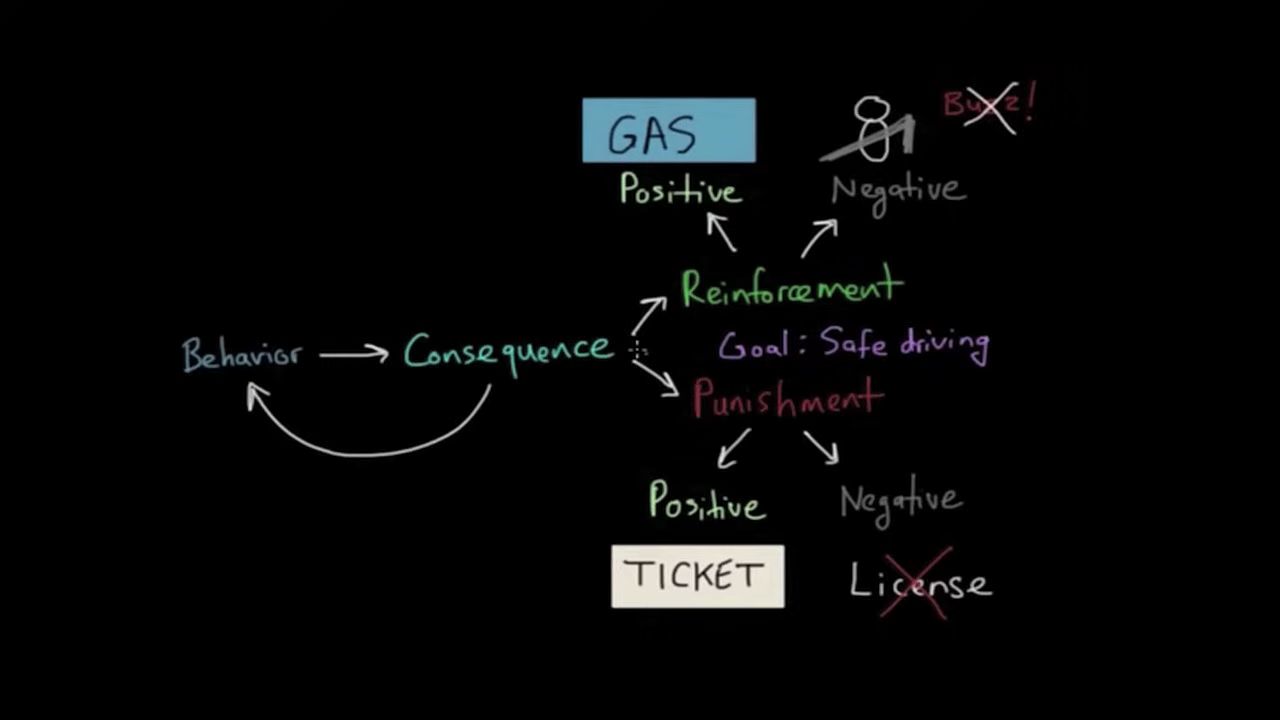 GAS
Buzz!
Positive
Negative
Reinforcement
Behavior
Consequence
Goal: Safe driving
Punishment
Positive
Negative
TICKET
License